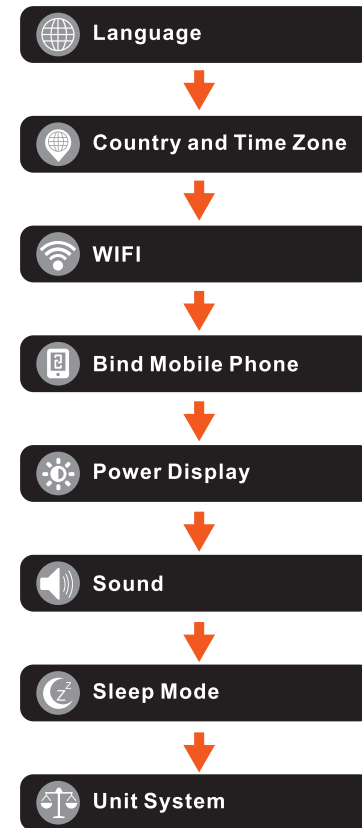 Language
Country and Time Zone
WIFI
Bind Mobile Phone
Power Display
Sound
Sleep Mode
Unit System